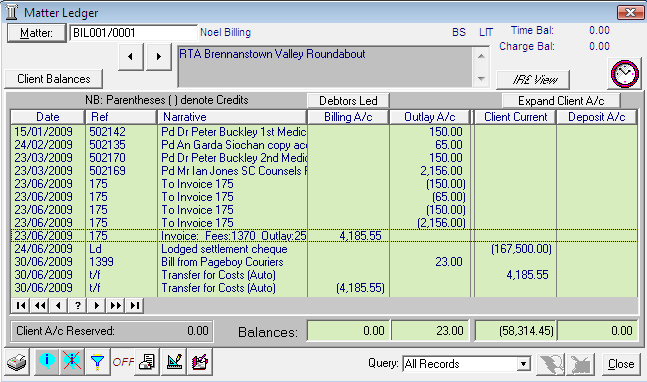 Matter Ledger
Matter: BIL001/0001 Noel Billing BS LIT Time Bal: 0.00
Charge Bal: 0.00
RTA Brennanstown Valley Roundabout
Client Balances IR£ View
NB: Parentheses ( ) denote Credits Debtors Led Expand Client A/c
Date Ref Narrative Billing A/c Outlay A/c Client Current Deposit A/c
15/01/2009 502142 Pd Dr Peter Buckley 1st Medic 150.00
24/02/2009 502135 Pd An Garda Siochan copy acc 65.00
23/03/2009 502170 Pd Dr Peter Buckley 2nd Medic 150.00
23/03/2009 502169 Pd Mr Ian Jones SC Counsels F 2,156.00
23/06/2009 175 To Invoice 175 (150.00)
23/06/2009 175 To Invoice 175 (65.00)
23/06/2009 175 To Invoice 175 (150.00)
23/06/2009 175 To Invoice 175 (2,156.00)
23/06/2009 175 Invoice: Fees:1370 Outlay:25 4,185.55
24/06/2009 Ld Lodged settlement cheque (167,500.00)
30/06/2009 1399 Bill from Pageboy Couriers 23.00
30/06/2009 t/f Transfer for Costs (Auto) 4,185.55
30/06/2009 t/f Transfer for Costs (Auto) (4,185.55)
?
Client A/c Reserved: 0.00 Balances: 0.00 23.00 (58,314.45) 0.00
OFF Query: All Records Close